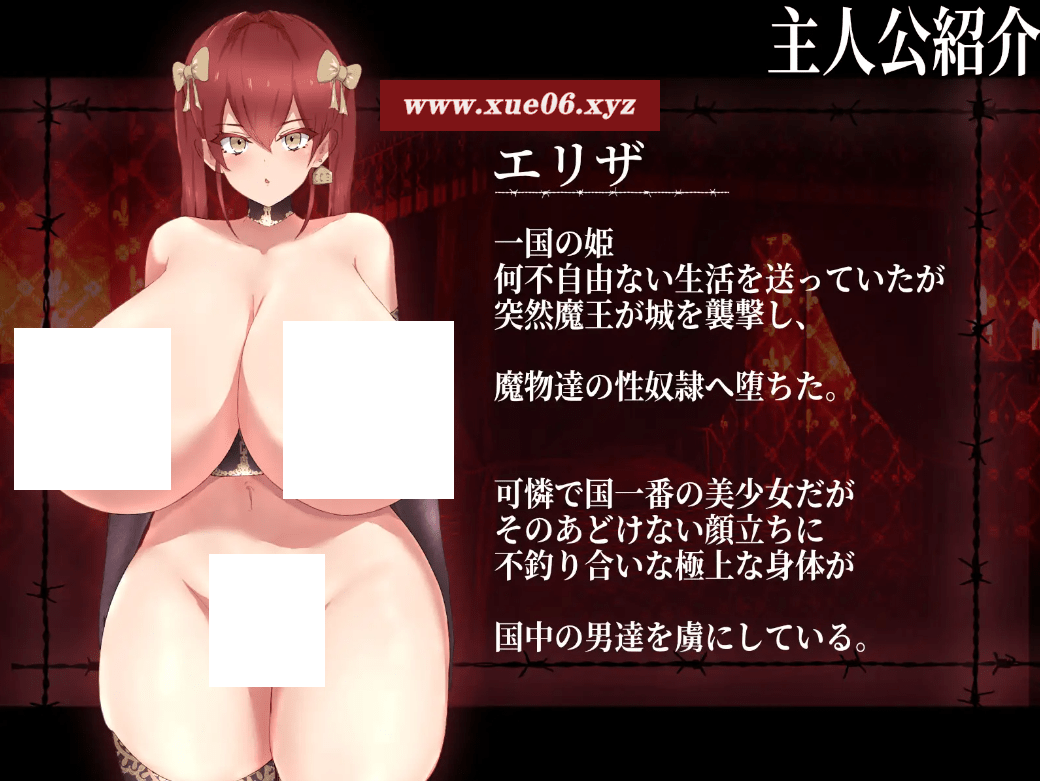 主人公紹介
www.xue06.xyz
エリザ
一国の姫
何不自由ない生活を送っていたが
突然魔王が城を襲撃し、
魔物達の性奴隷へ堕ちた。
可憐で国一番の美少女だが
そのあどけない顔立ちに
不釣り合いな極上な身体が
国中の男達を虜にしている。